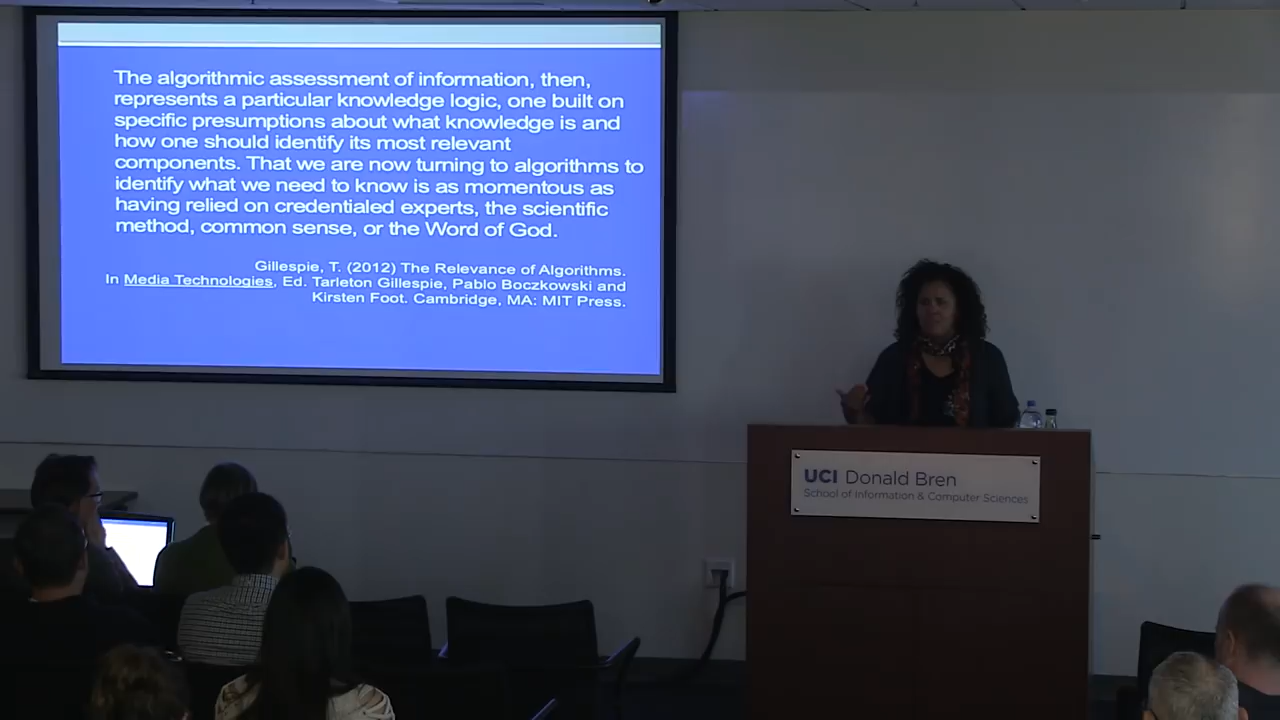 The algorithmic assessment of information, then,
represents a particular knowledge logic, one built on
specific presumptions about what knowledge is and
how one should identify its most relevant
components. That we are now turning to algorithms to
identify what we need to know is as momentous as
having relied on credentialed experts, the scientific
method, common sense, or the Word of God.
Gillespie, T. (2012) The Relevance of Algorithms.
In Media Technologies, Ed. Tarleton Gillespie, Pablo Boczkowski and
Kirsten Foot. Cambridge, MA: MIT Press.
UCI Donald Bren
School of Information & Computer Sciences